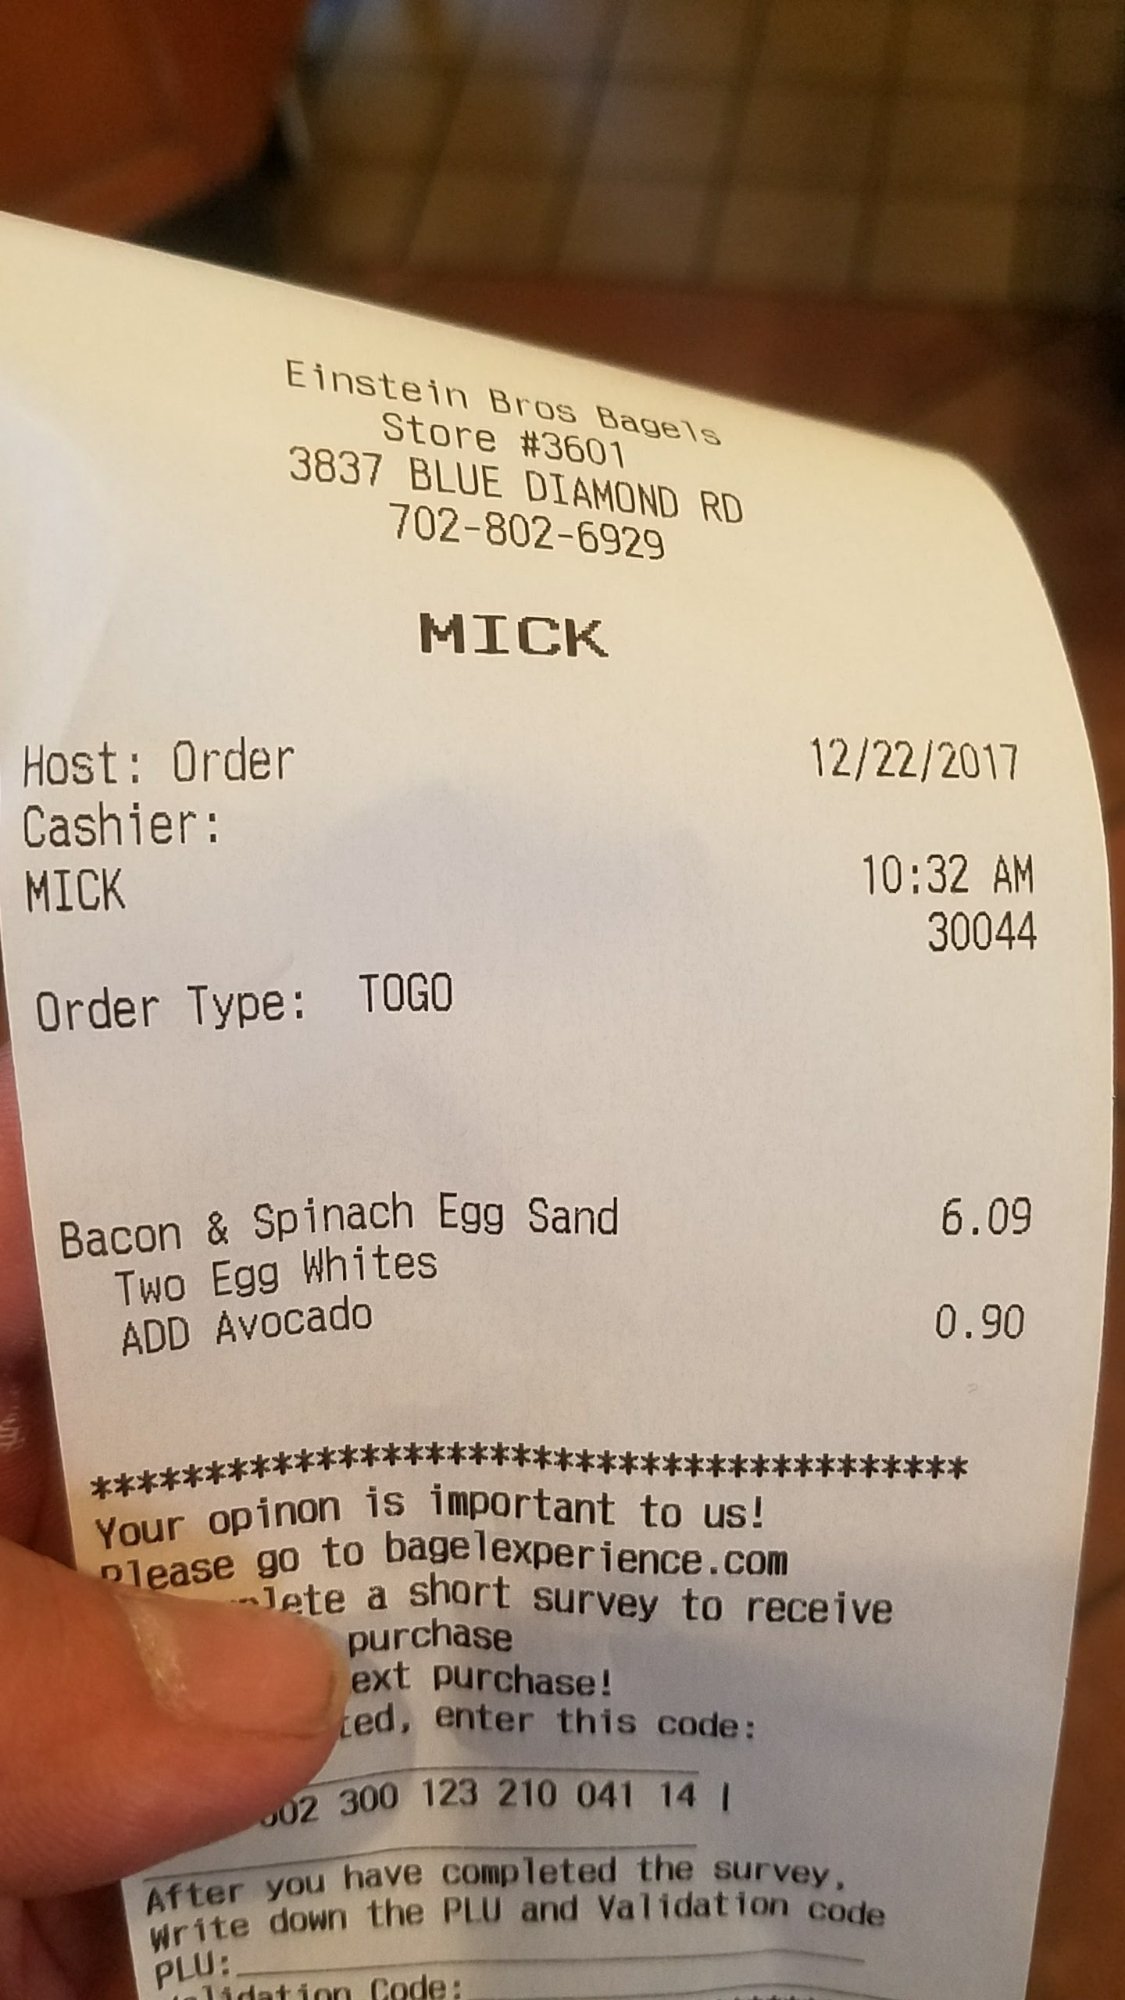 Einstein Bros Bagels
Store #3601
3837 BLUE DIAMOND RD
702-802-6929
MICK
Host: Order 12/22/2017
Cashier:
MICK 10:32 AM
30044
Order Type: TOGO
Bacon & Spinach Egg Sand 6.09
Two Egg Whites
ADD Avocado 0.90
****************************************
Your opinon is important to us!
Please go to bagelexperience.com
a short survey to receive
purchase
purchase!
enter this code:
300 123 210 041 14 |
After you have completed the survey,
Write down the PLU and Validation code
PLU:
Validation Code: